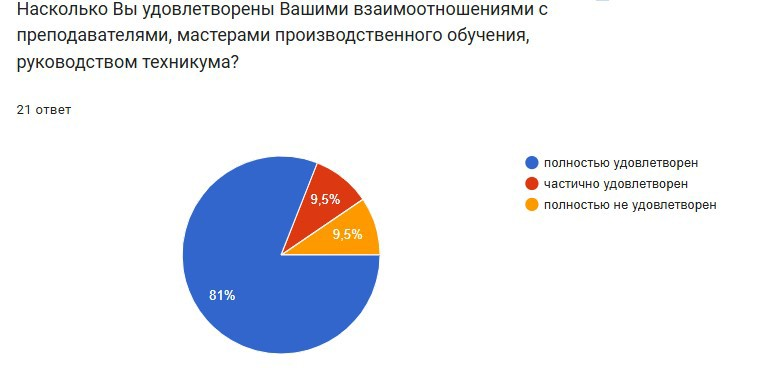 Насколько Вы удовлетворены Вашими взаимоотношениями с
преподавателями, мастерами производственного обучения,
руководством техникума?
21 ответ
полностью удовлетворен
частично удовлетворен
полностью не удовлетворен
9,5%
9,5%
81%